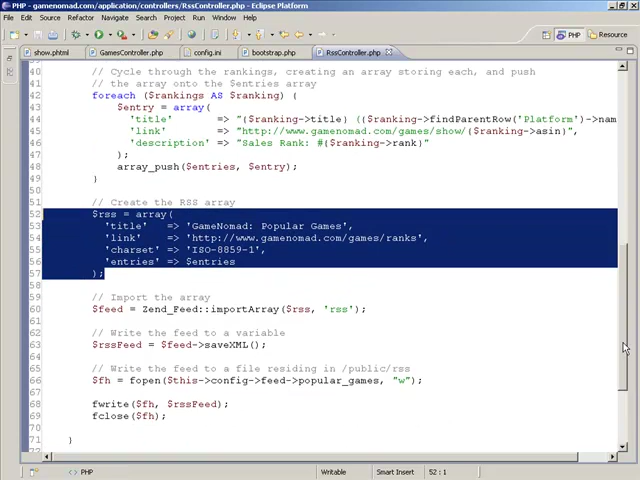 PHP - gamenomad.com/application/controllers/RssController.php - Eclipse Platform
File Edit Source Refactor Navigate Search Project Run Window Help
PHP Resource
show.phtml GamesController.php config.ini bootstrap.php RssController.php
40 // Cycle through the rankings, creating an array storing each, and push
41 // the array onto the $entries array
42 foreach ($rankings AS $ranking) {
43 $entry = array(
44 'title' => "{$ranking->title} ({$ranking->findParentRow('Platform')->nam
45 'link' => "http://www.gamenomad.com/games/show/{$ranking->asin}",
46 'description' => "Sales Rank: #{$ranking->rank}"
47 );
48 array_push($entries, $entry);
49 }
50
51 // Create the RSS array
52 $rss = array(
53 'title' => 'GameNomad: Popular Games',
54 'link' => 'http://www.gamenomad.com/games/ranks',
55 'charset' => 'ISO-8859-1',
56 'entries' => $entries
57 );
58
59 // Import the array
60 $feed = Zend_Feed::importArray($rss, 'rss');
61
62 // Write the feed to a variable
63 $rssFeed = $feed->saveXML();
64
65 // Write the feed to a file residing in /public/rss
66 $fh = fopen($this->config->feed->popular_games, "w");
67
68 fwrite($fh, $rssFeed);
69 fclose($fh);
70
71 }
PHP Writable Smart Insert 52 : 1